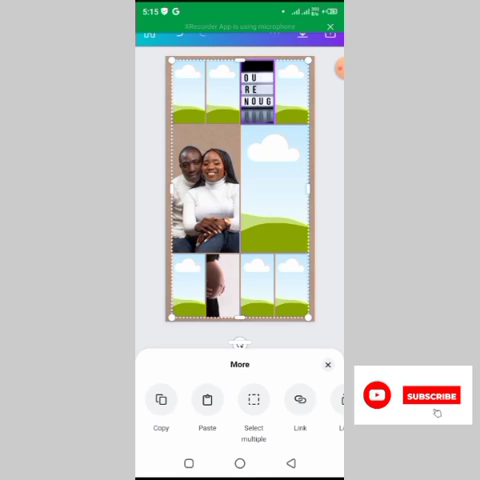 5:15
XRecorder App is using microphone
OU
RE
NOUG
More
Copy
Paste
Select
multiple
Link
SUBSCRIBE